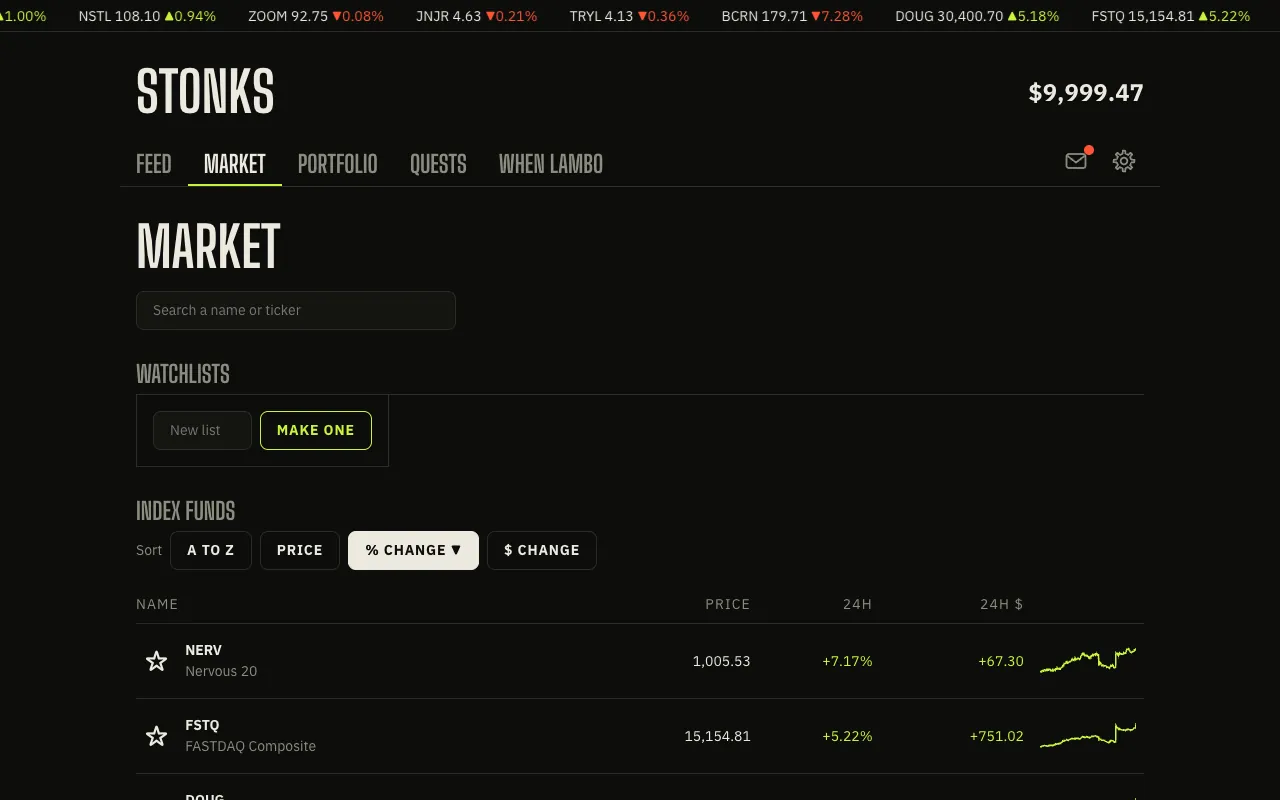 ▲1.00% NSTL 108.10 ▲0.94% ZOOM 92.75 ▼0.08% JNJR 4.63 ▼0.21% TRYL 4.13 ▼0.36% BCRN 179.71 ▼7.28% DOUG 30,400.70 ▲5.18% FSTQ 15,154.81 ▲5.22%
STONKS
$9,999.47
FEED MARKET PORTFOLIO QUESTS WHEN LAMBO
MARKET
Search a name or ticker
WATCHLISTS
New list MAKE ONE
INDEX FUNDS
Sort A TO Z PRICE % CHANGE ▼ $ CHANGE
NAME PRICE 24H 24H $
NERV
Nervous 20
1,005.53 +7.17% +67.30
FSTQ
FASTDAQ Composite
15,154.81 +5.22% +751.02
DOUG